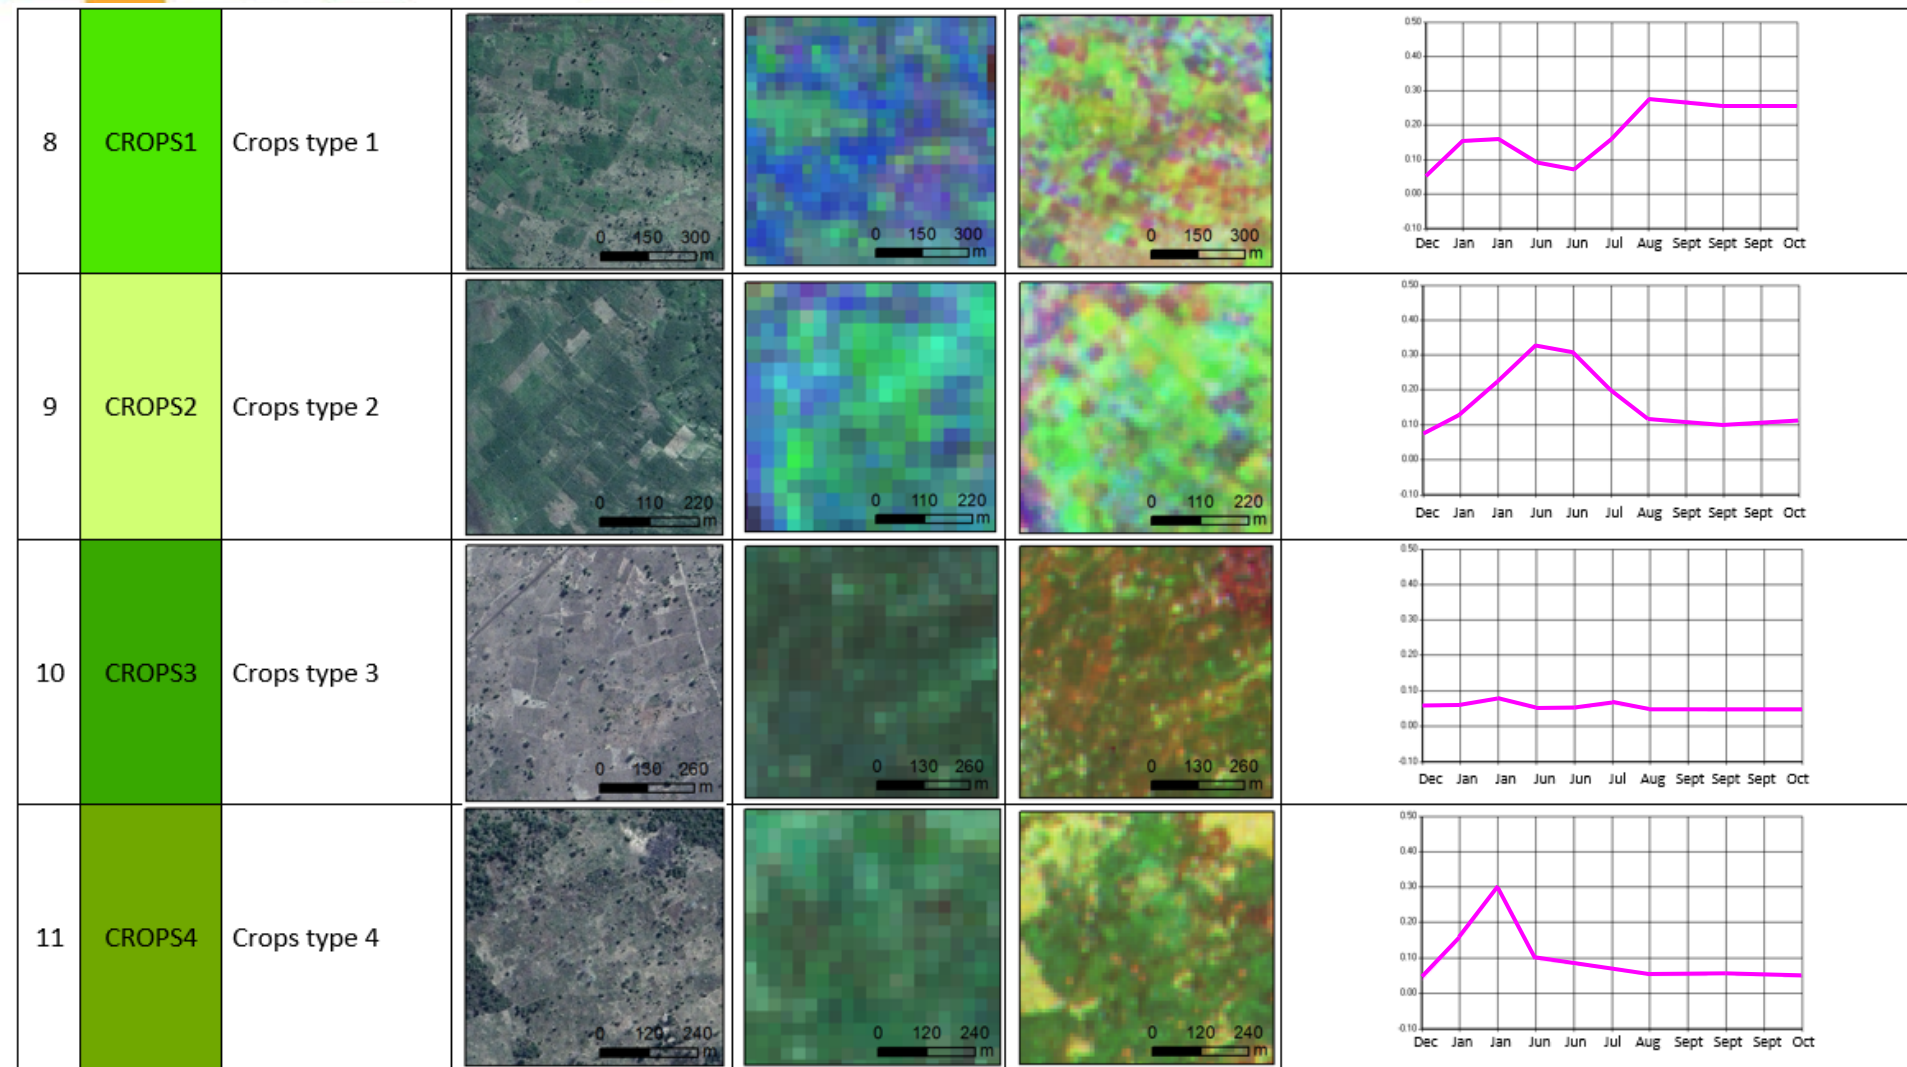 8 CROPS1 Crops type 1
0 150 300 m
0 150 300 m
0 150 300 m
0.50
0.40
0.30
0.20
0.10
0.00
-0.10
Dec Jan Jan Jun Jun Jul Aug Sept Sept Sept Oct
9 CROPS2 Crops type 2
0 110 220 m
0 110 220 m
0 110 220 m
0.50
0.40
0.30
0.20
0.10
0.00
-0.10
Dec Jan Jan Jun Jun Jul Aug Sept Sept Sept Oct
10 CROPS3 Crops type 3
0 130 260 m
0 130 260 m
0 130 260 m
0.50
0.40
0.30
0.20
0.10
0.00
-0.10
Dec Jan Jan Jun Jun Jul Aug Sept Sept Sept Oct
11 CROPS4 Crops type 4
0 120 240 m
0 120 240 m
0 120 240 m
0.50
0.40
0.30
0.20
0.10
0.00
-0.10
Dec Jan Jan Jun Jun Jul Aug Sept Sept Sept Oct